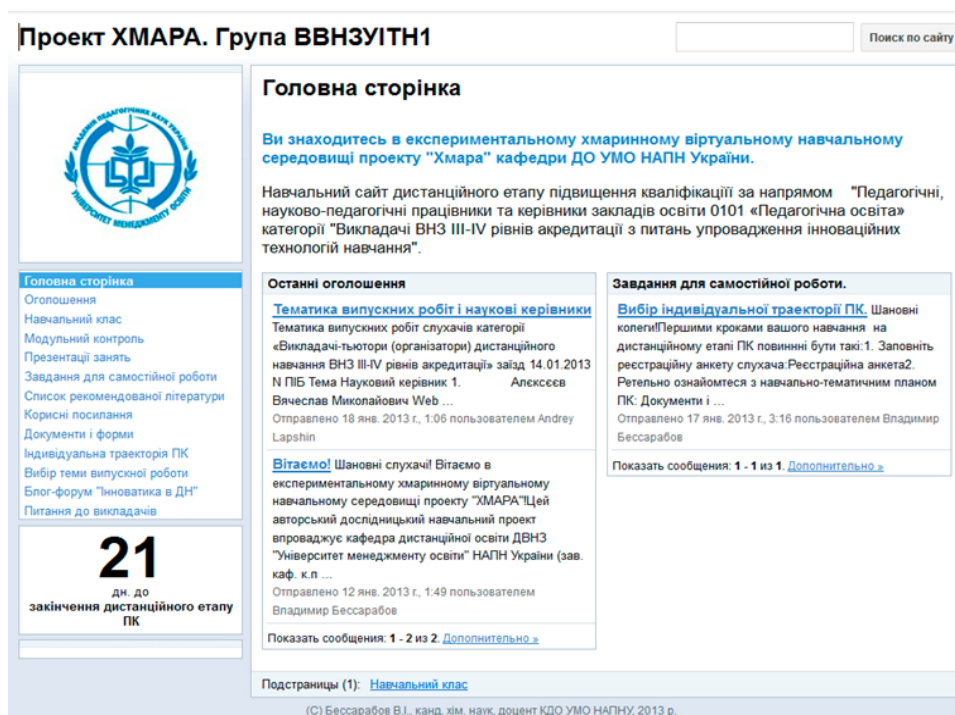 Проект ХМАРА. Група ВВНЗУІТН1
Поиск по сайту
АКАДЕМІЯ ПЕДАГОГІЧНИХ НАУК УКРАЇНИ
УНІВЕРСИТЕТ МЕНЕДЖМЕНТУ ОСВІТИ
Головна сторінка
Оголошення
Навчальний клас
Модульний контроль
Презентації занять
Завдання для самостійної роботи
Список рекомендованої літератури
Корисні посилання
Документи і форми
Індивідуальна траекторія ПК
Вибір теми випускної роботи
Блог-форум "Інноватика в ДН"
Питання до викладачів
21
дн. до
закінчення дистанційного етапу
ПК
Головна сторінка
Ви знаходитесь в експериментальному хмаринному віртуальному навчальному
середовищі проекту "Хмара" кафедри ДО УМО НАПН України.
Навчальний сайт дистанційного етапу підвищення кваліфікаціїї за напрямом "Педагогічні,
науково-педагогічні працівники та керівники закладів освіти 0101 «Педагогічна освіта»
категорії "Викладачі ВНЗ III-IV рівнів акредитації з питань упровадження інноваційних
технологій навчання".
Останні оголошення
Тематика випускних робіт і наукові керівники
Тематика випускних робіт слухачів категорії
«Викладачі-тьютори (організатори) дистанційного
навчання ВНЗ III-IV рівнів акредитації» заїзд 14.01.2013
N ПІБ Тема Науковий керівник 1. Алєксєєв
Вячеслав Миколайович Web ...
Отправлено 18 янв. 2013 г., 1:06 пользователем Andrey
Lapshin
Вітаємо! Шановні слухачі! Вітаємо в
експериментальному хмаринному віртуальному
навчальному середовищі проекту "ХМАРА"!Цей
авторський дослідницький навчальний проект
впроваджує кафедра дистанційної освіти ДВНЗ
"Університет менеджменту освіти" НАПН України (зав.
каф. к.п ...
Отправлено 12 янв. 2013 г., 1:49 пользователем
Владимир Бессарабов
Показать сообщения: 1 - 2 из 2. Дополнительно »
Завдання для самостійної роботи.
Вибір індивідуальної траекторії ПК. Шановні
колеги!Першими кроками вашого навчання на
дистанційному етапі ПК повиннні бути такі:1. Заповніть
реєстраційну анкету слухача:Реєстраційна анкета2.
Ретельно ознайомтеся з навчально-тематичним планом
ПК: Документи і ...
Отправлено 17 янв. 2013 г., 3:16 пользователем Владимир
Бессарабов
Показать сообщения: 1 - 1 из 1. Дополнительно »
Подстраницы (1): Навчальний клас
(С) Бессарабов В.І., канд. хім. наук, доцент КДО УМО НАПНУ, 2013 р.